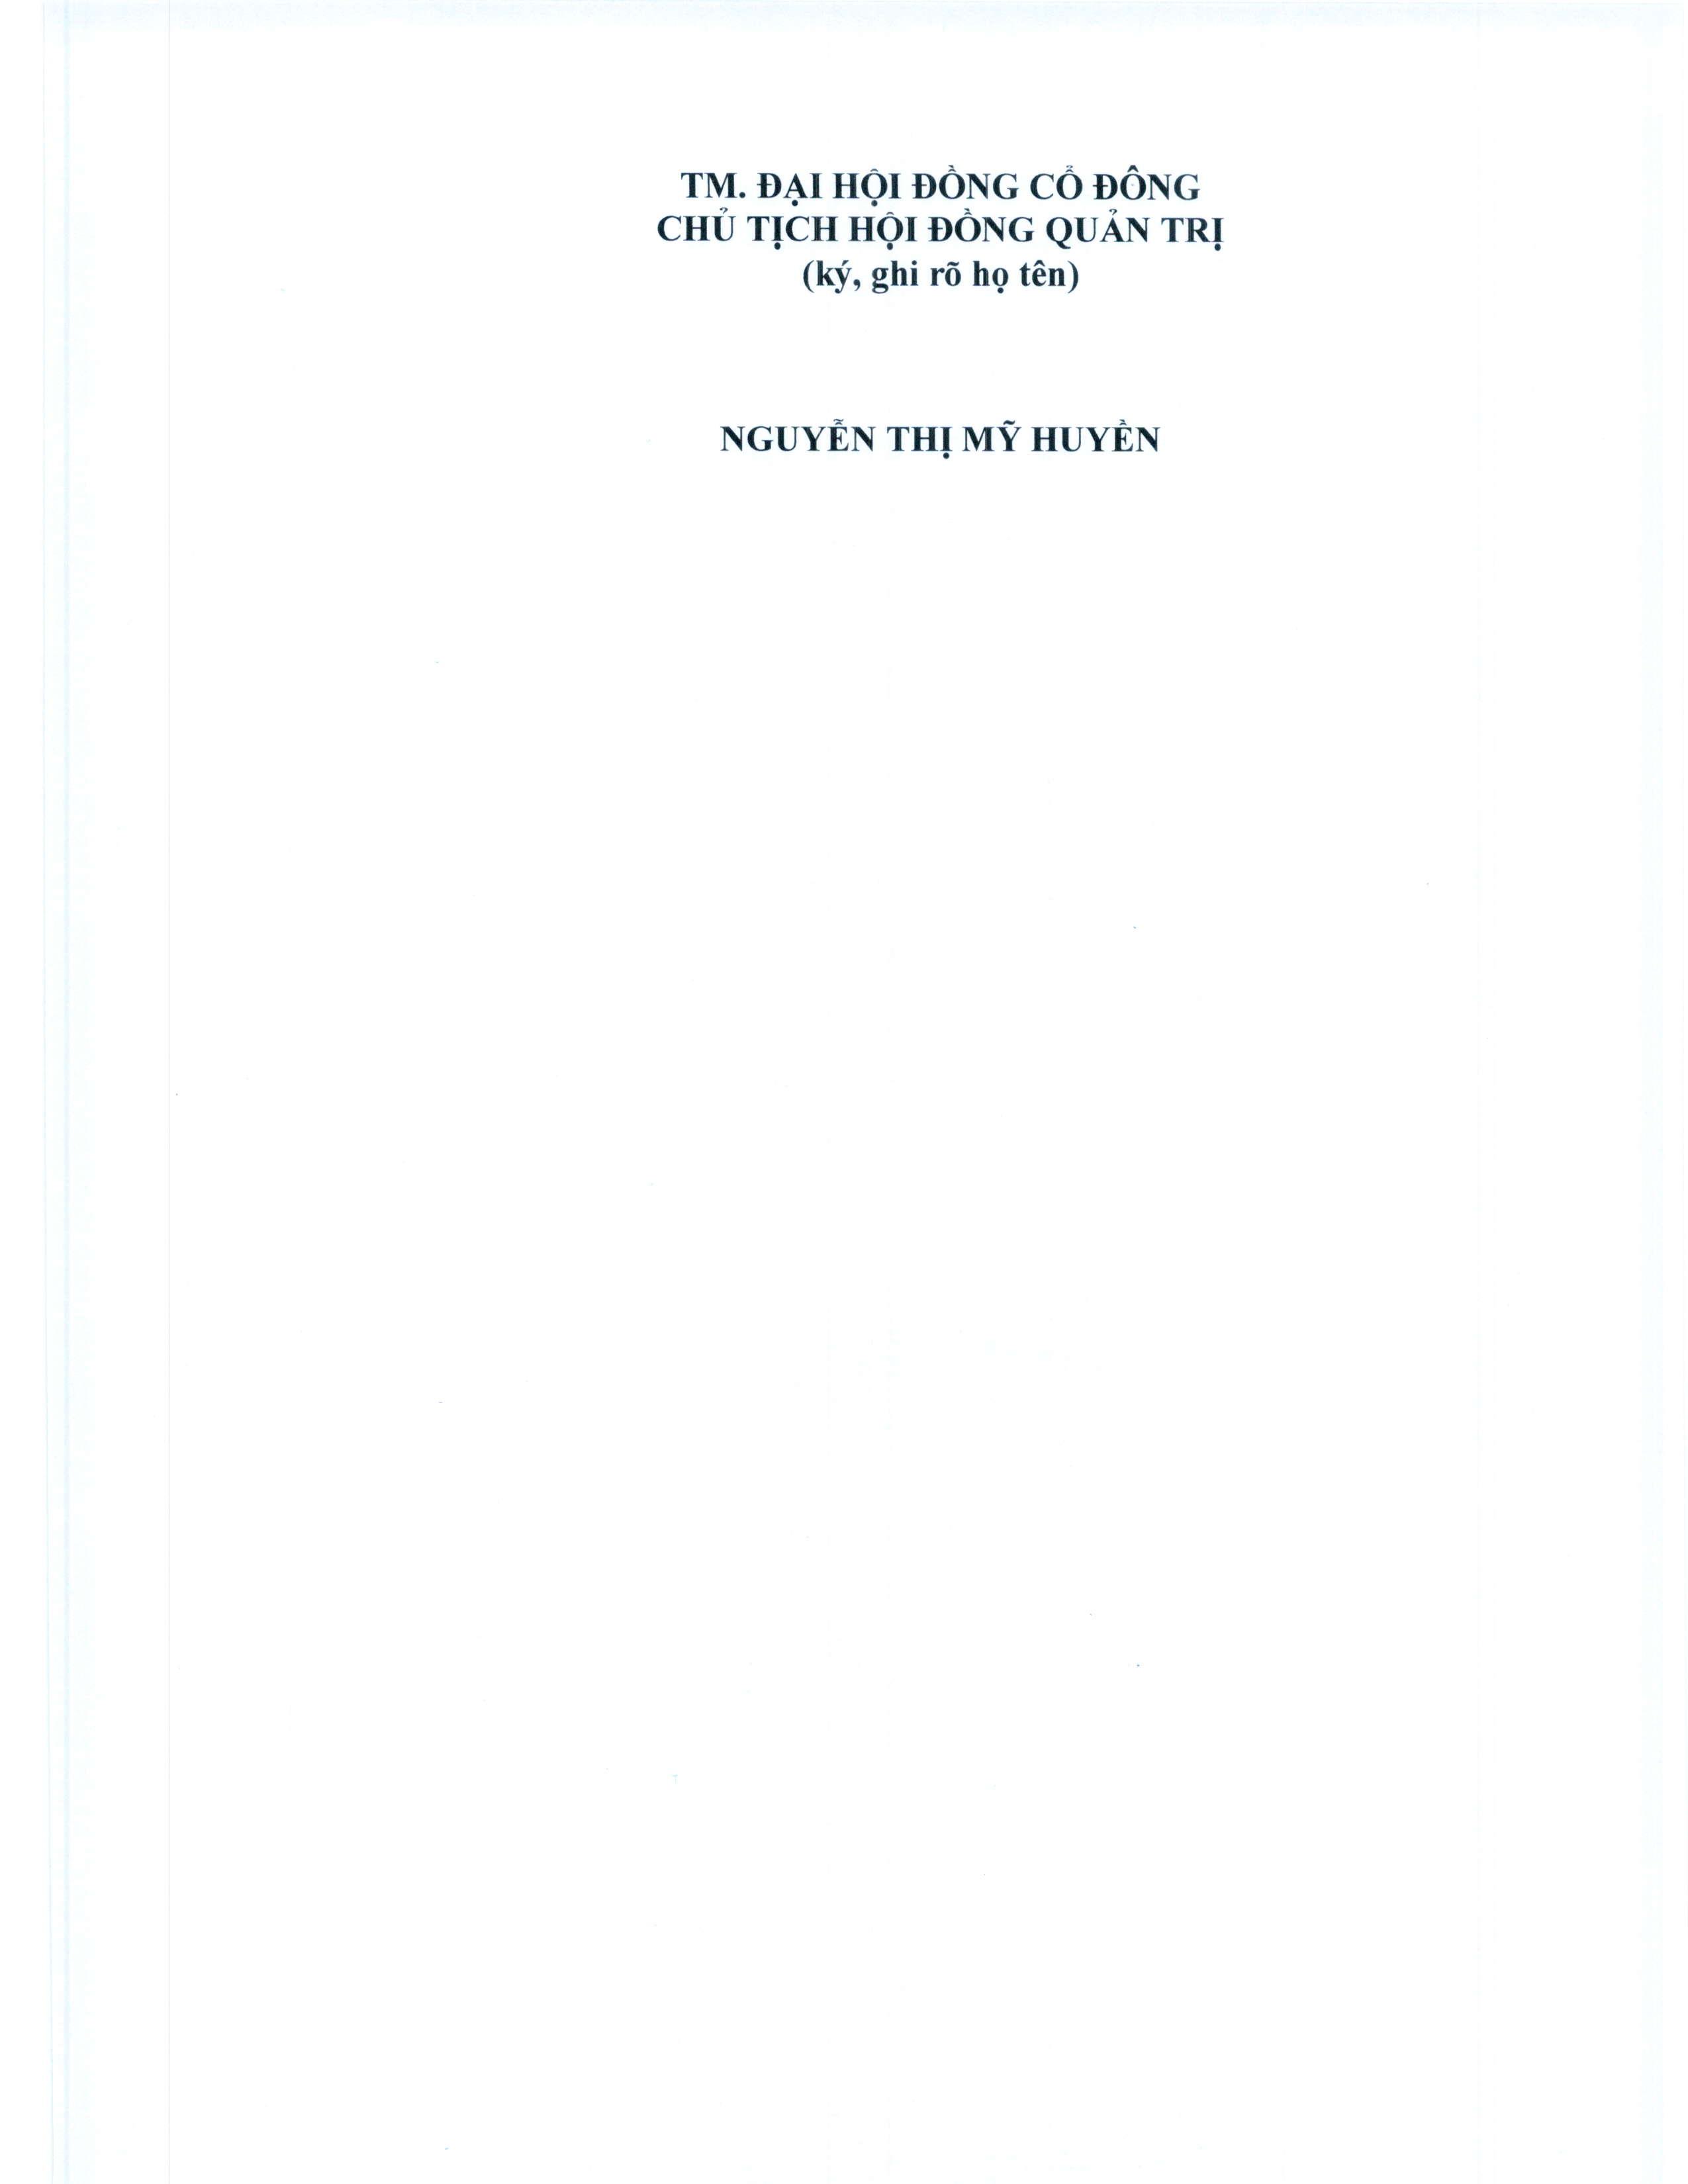 TM. ĐẠI HỘI ĐỒNG CỔ ĐÔNG
CHỦ TỊCH HỘI ĐỒNG QUẢN TRỊ
(ký, ghi rõ họ tên)
NGUYỄN THỊ MỸ HUYỀN